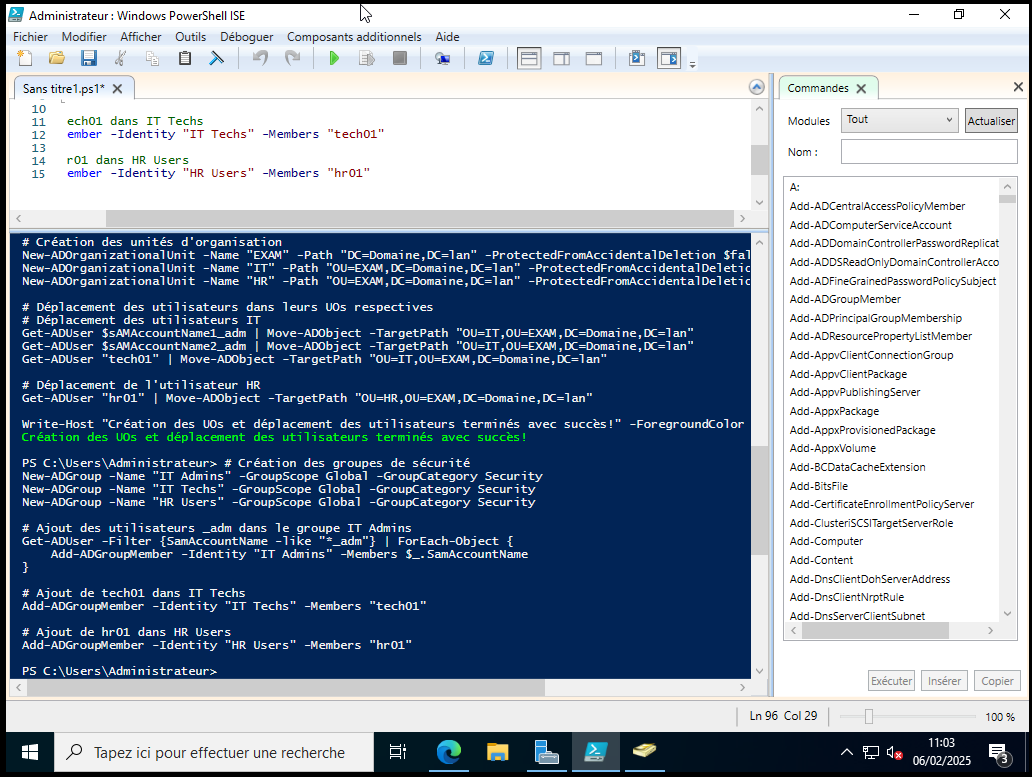 Administrateur : Windows PowerShell ISE
Fichier Modifier Afficher Outils Déboguer Composants additionnels Aide
Sans titre1.ps1*
10
11 ech01 dans IT Techs
12 ember -Identity "IT Techs" -Members "tech01"
13
14 r01 dans HR Users
15 ember -Identity "HR Users" -Members "hr01"
# Création des unités d'organisation
New-ADOrganizationalUnit -Name "EXAM" -Path "DC=Domaine,DC=lan" -ProtectedFromAccidentalDeletion $fal
New-ADOrganizationalUnit -Name "IT" -Path "OU=EXAM,DC=Domaine,DC=lan" -ProtectedFromAccidentalDeletic
New-ADOrganizationalUnit -Name "HR" -Path "OU=EXAM,DC=Domaine,DC=lan" -ProtectedFromAccidentalDeletic
# Déplacement des utilisateurs dans leurs UOs respectives
# Déplacement des utilisateurs IT
Get-ADUser $sAMAccountName1_adm | Move-ADObject -TargetPath "OU=IT,OU=EXAM,DC=Domaine,DC=lan"
Get-ADUser $sAMAccountName2_adm | Move-ADObject -TargetPath "OU=IT,OU=EXAM,DC=Domaine,DC=lan"
Get-ADUser "tech01" | Move-ADObject -TargetPath "OU=IT,OU=EXAM,DC=Domaine,DC=lan"
# Déplacement de l'utilisateur HR
Get-ADUser "hr01" | Move-ADObject -TargetPath "OU=HR,OU=EXAM,DC=Domaine,DC=lan"
Write-Host "Création des UOs et déplacement des utilisateurs terminés avec succès!" -ForegroundColor
Création des UOs et déplacement des utilisateurs terminés avec succès!
PS C:\Users\Administrateur> # Création des groupes de sécurité
New-ADGroup -Name "IT Admins" -GroupScope Global -GroupCategory Security
New-ADGroup -Name "IT Techs" -GroupScope Global -GroupCategory Security
New-ADGroup -Name "HR Users" -GroupScope Global -GroupCategory Security
# Ajout des utilisateurs _adm dans le groupe IT Admins
Get-ADUser -Filter {SamAccountName -like "*_adm"} | ForEach-Object {
Add-ADGroupMember -Identity "IT Admins" -Members $_.SamAccountName
}
# Ajout de tech01 dans IT Techs
Add-ADGroupMember -Identity "IT Techs" -Members "tech01"
# Ajout de hr01 dans HR Users
Add-ADGroupMember -Identity "HR Users" -Members "hr01"
PS C:\Users\Administrateur>
Commandes
Modules Tout Actualiser
Nom :
A:
Add-ADCentralAccessPolicyMember
Add-ADComputerServiceAccount
Add-ADDomainControllerPasswordReplicat
Add-ADDSReadOnlyDomainControllerAcco
Add-ADFineGrainedPasswordPolicySubject
Add-ADGroupMember
Add-ADPrincipalGroupMembership
Add-ADResourcePropertyListMember
Add-AppvClientConnectionGroup
Add-AppvClientPackage
Add-AppvPublishingServer
Add-AppxPackage
Add-AppxProvisionedPackage
Add-AppxVolume
Add-BCDataCacheExtension
Add-BitsFile
Add-CertificateEnrollmentPolicyServer
Add-ClusteriSCSITargetServerRole
Add-Computer
Add-Content
Add-DnsClientDohServerAddress
Add-DnsClientNrptRule
Add-DnsServerClientSubnet
Exécuter Insérer Copier
Ln 96 Col 29 100 %
Tapez ici pour effectuer une recherche
11:03
06/02/2025
3